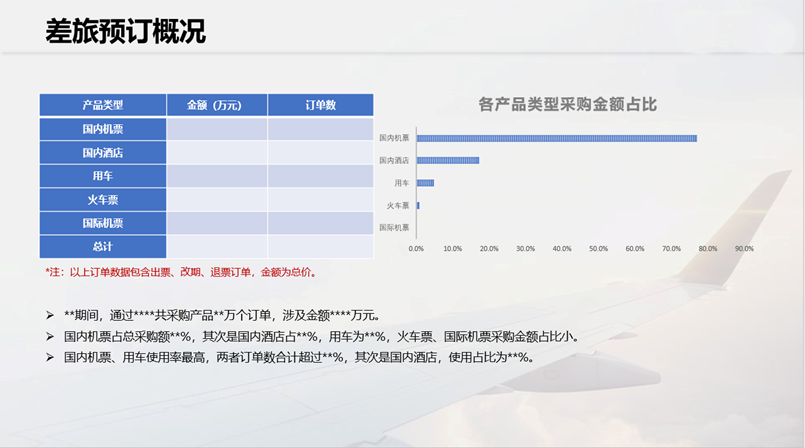 差旅预订概况
产品类型 金额（万元） 订单数
国内机票
国内酒店
用车
火车票
国际机票
总计
*注：以上订单数据包含出票、改期、退票订单，金额为总价。
各产品类型采购金额占比
国内机票
国内酒店
用车
火车票
国际机票
0.0% 10.0% 20.0% 30.0% 40.0% 50.0% 60.0% 70.0% 80.0% 90.0%
➢ **期间，通过****共采购产品**万个订单，涉及金额****万元。
➢ 国内机票占总采购额**%，其次是国内酒店占**%，用车为**%，火车票、国际机票采购金额占比小。
➢ 国内机票、用车使用率最高，两者订单数合计超过**%，其次是国内酒店，使用占比为**%。